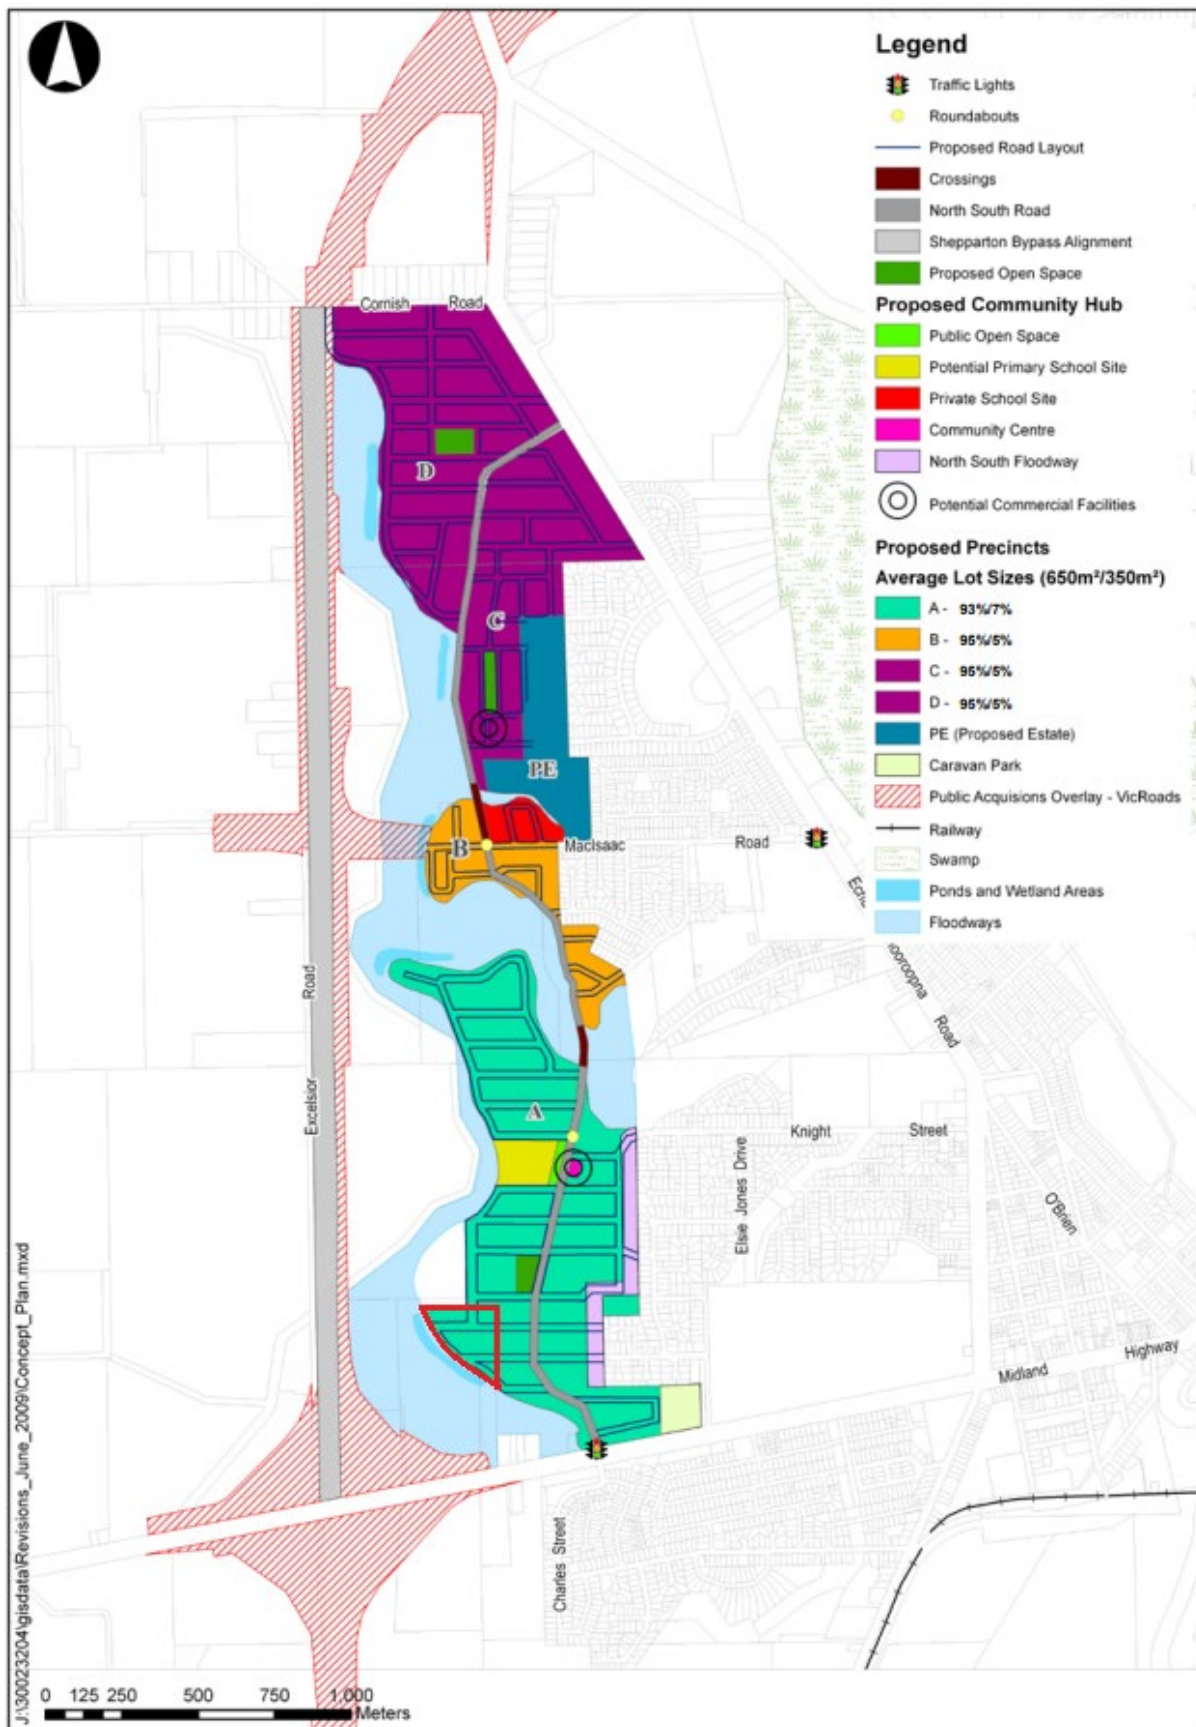 Legend
Traffic Lights
Roundabouts
Proposed Road Layout
Crossings
North South Road
Shepparton Bypass Alignment
Proposed Open Space
Proposed Community Hub
Public Open Space
Potential Primary School Site
Private School Site
Community Centre
North South Floodway
Potential Commercial Facilities
Proposed Precincts
Average Lot Sizes (650m²/350m²)
A - 93%/7%
B - 95%/5%
C - 95%/5%
D - 95%/5%
PE (Proposed Estate)
Caravan Park
Public Acquisions Overlay - VicRoads
Railway
Swamp
Ponds and Wetland Areas
Floodways
Cornish Road
D
C
PE
B
MacIsaac Road
Echu
ooroopna Road
Excelsior Road
A
Knight Street
Elsie Jones Drive
O'Brien
Midland Highway
Charles Street
J:\30023204\gisdata\Revisions_June_2009\Concept_Plan.mxd
0 125 250 500 750 1,000
Meters